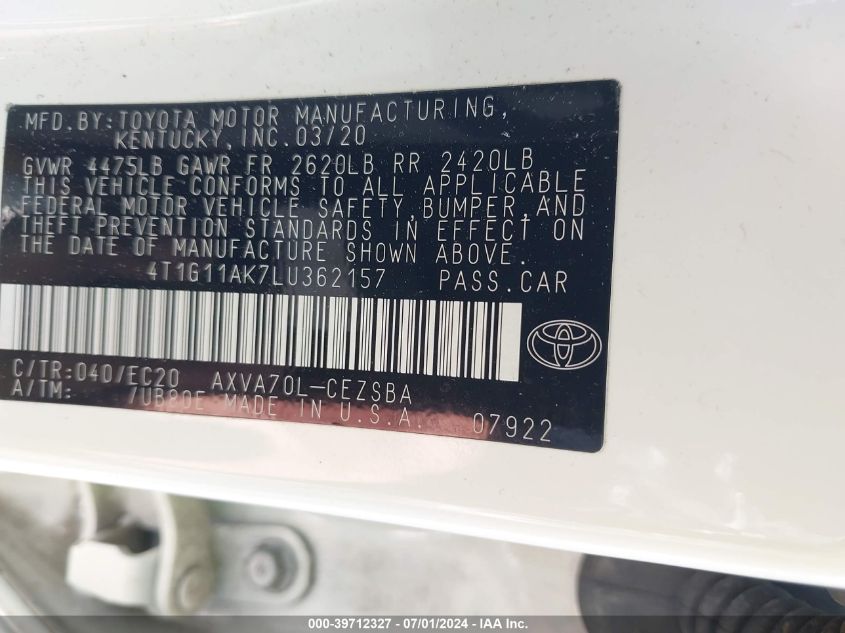 MFD.BY:TOYOTA MOTOR MANUFACTURING,
KENTUCKY,INC.03/20
GVWR 4475LB GAWR FR 2620LB RR 2420LB
THIS VEHICLE CONFORMS TO ALL APPLICABLE
FEDERAL MOTOR VEHICLE SAFETY,BUMPER,AND
THEFT PREVENTION STANDARDS IN EFFECT ON
THE DATE OF MANUFACTURE SHOWN ABOVE.
4T1G11AK7LU362157 PASS.CAR
C/TR:040/EC20 AXVA70L-CEZSBA
A/TM: /UB80E MADE IN U.S.A. 07922
000-39712327 - 07/01/2024 - IAA Inc.